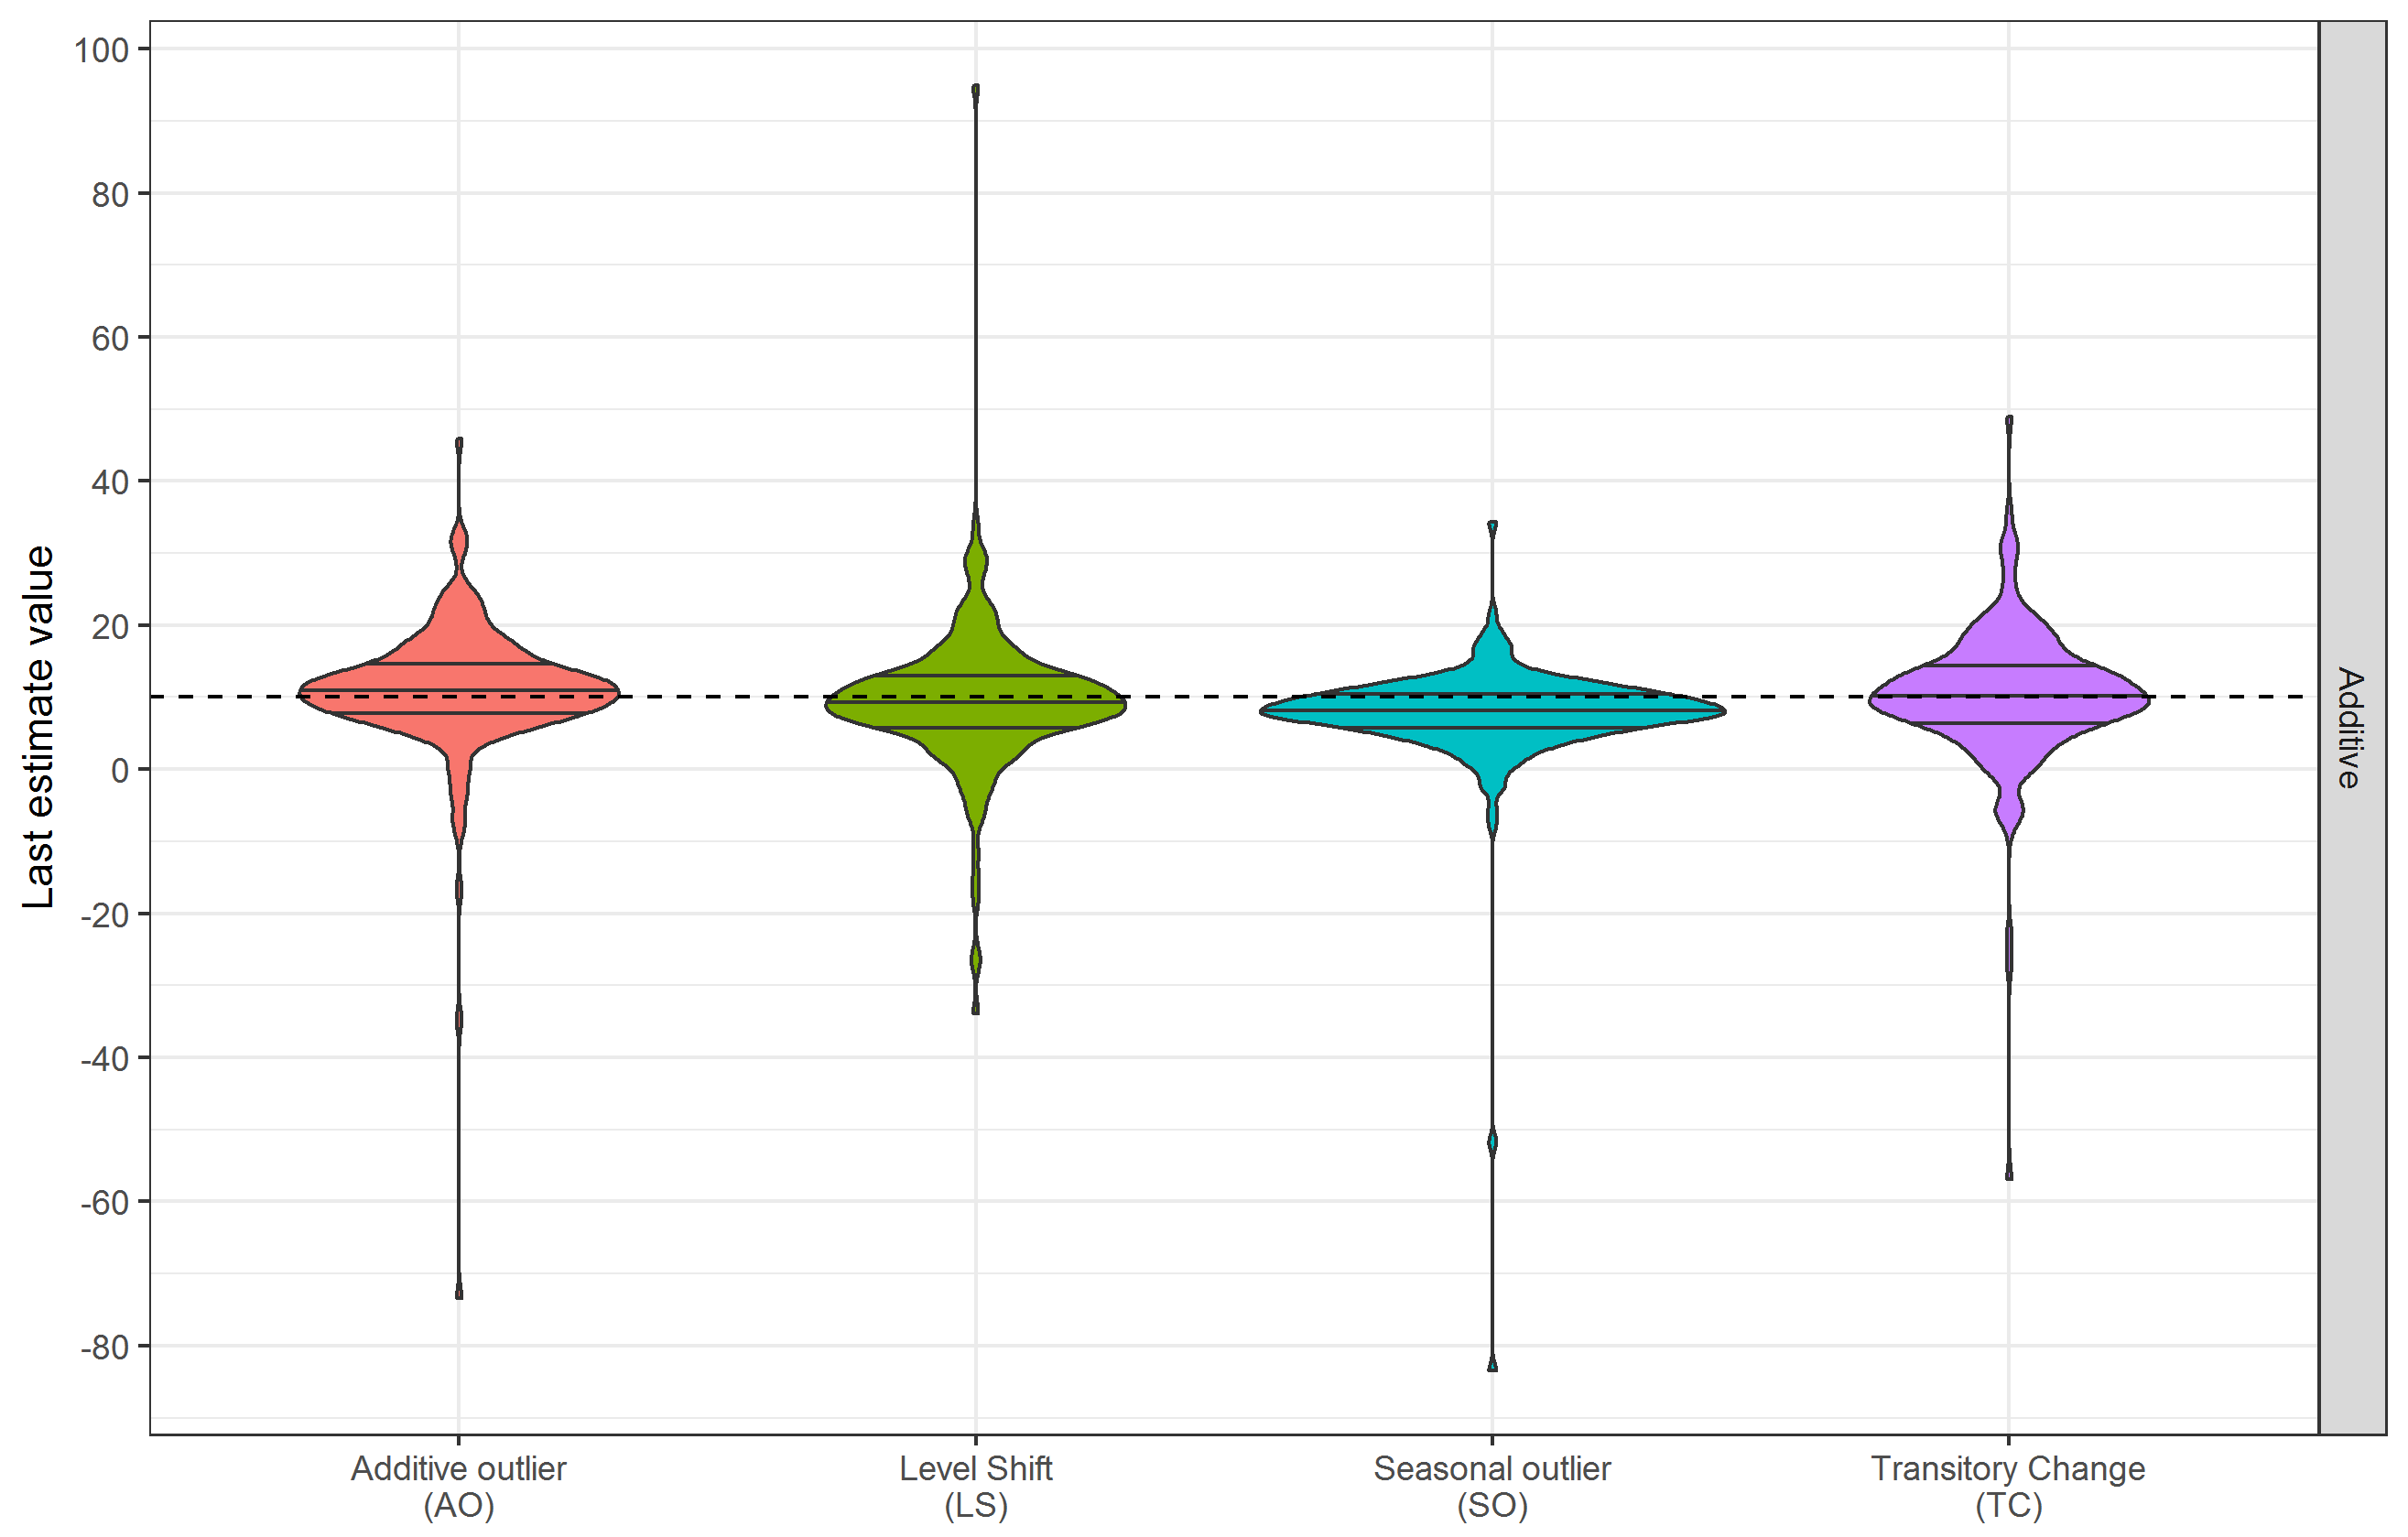 100
80
60
40
20
0
-20
-40
-60
-80
Last estimate value
Additive
Additive outlier
(AO)
Level Shift
(LS)
Seasonal outlier
(SO)
Transitory Change
(TC)